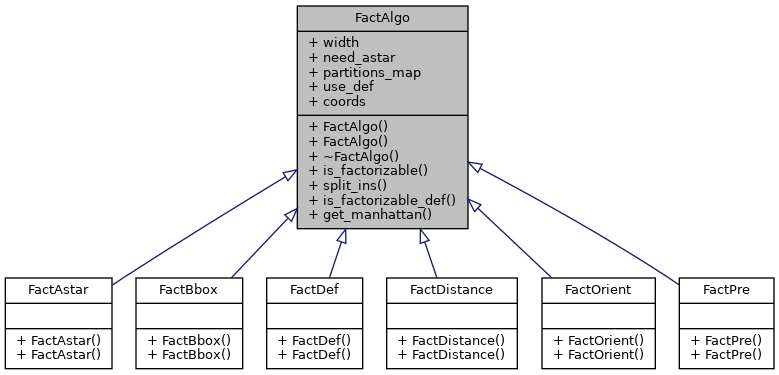 FactAlgo
+ width
+ need_astar
+ partitions_map
+ use_def
+ coords
+ FactAlgo()
+ FactAlgo()
+ ~FactAlgo()
+ is_factorizable()
+ split_ins()
+ is_factorizable_def()
+ get_manhattan()
FactAstar
+ FactAstar()
+ FactAstar()
FactBbox
+ FactBbox()
+ FactBbox()
FactDef
+ FactDef()
+ FactDef()
FactDistance
+ FactDistance()
+ FactDistance()
FactOrient
+ FactOrient()
+ FactOrient()
FactPre
+ FactPre()
+ FactPre()